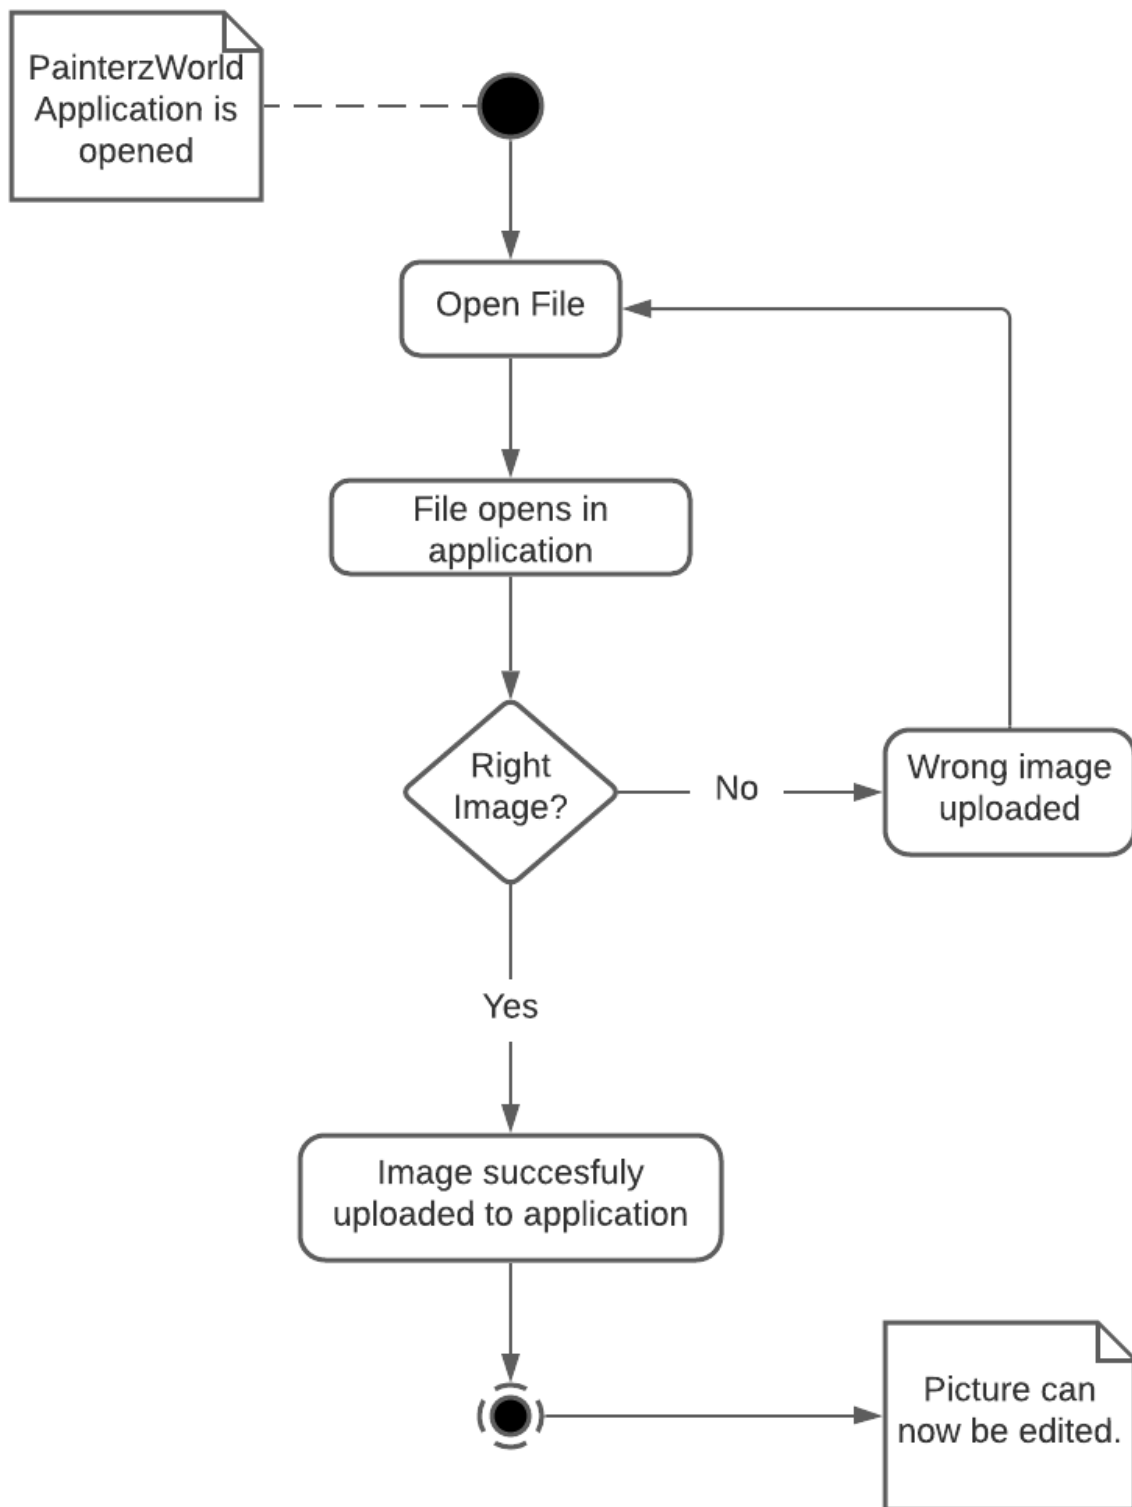 PainterzWorld
Application is
opened
Open File
File opens in
application
Right
Image?
No
Wrong image
uploaded
Yes
Image succesfuly
uploaded to application
Picture can
now be edited.